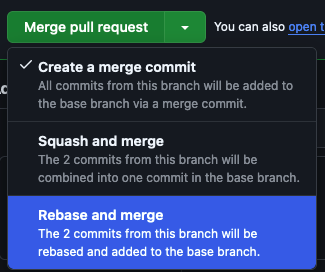 Merge pull request
You can also open t
Create a merge commit
All commits from this branch will be added to
the base branch via a merge commit.
Squash and merge
The 2 commits from this branch will be
combined into one commit in the base branch.
Rebase and merge
The 2 commits from this branch will be
rebased and added to the base branch.